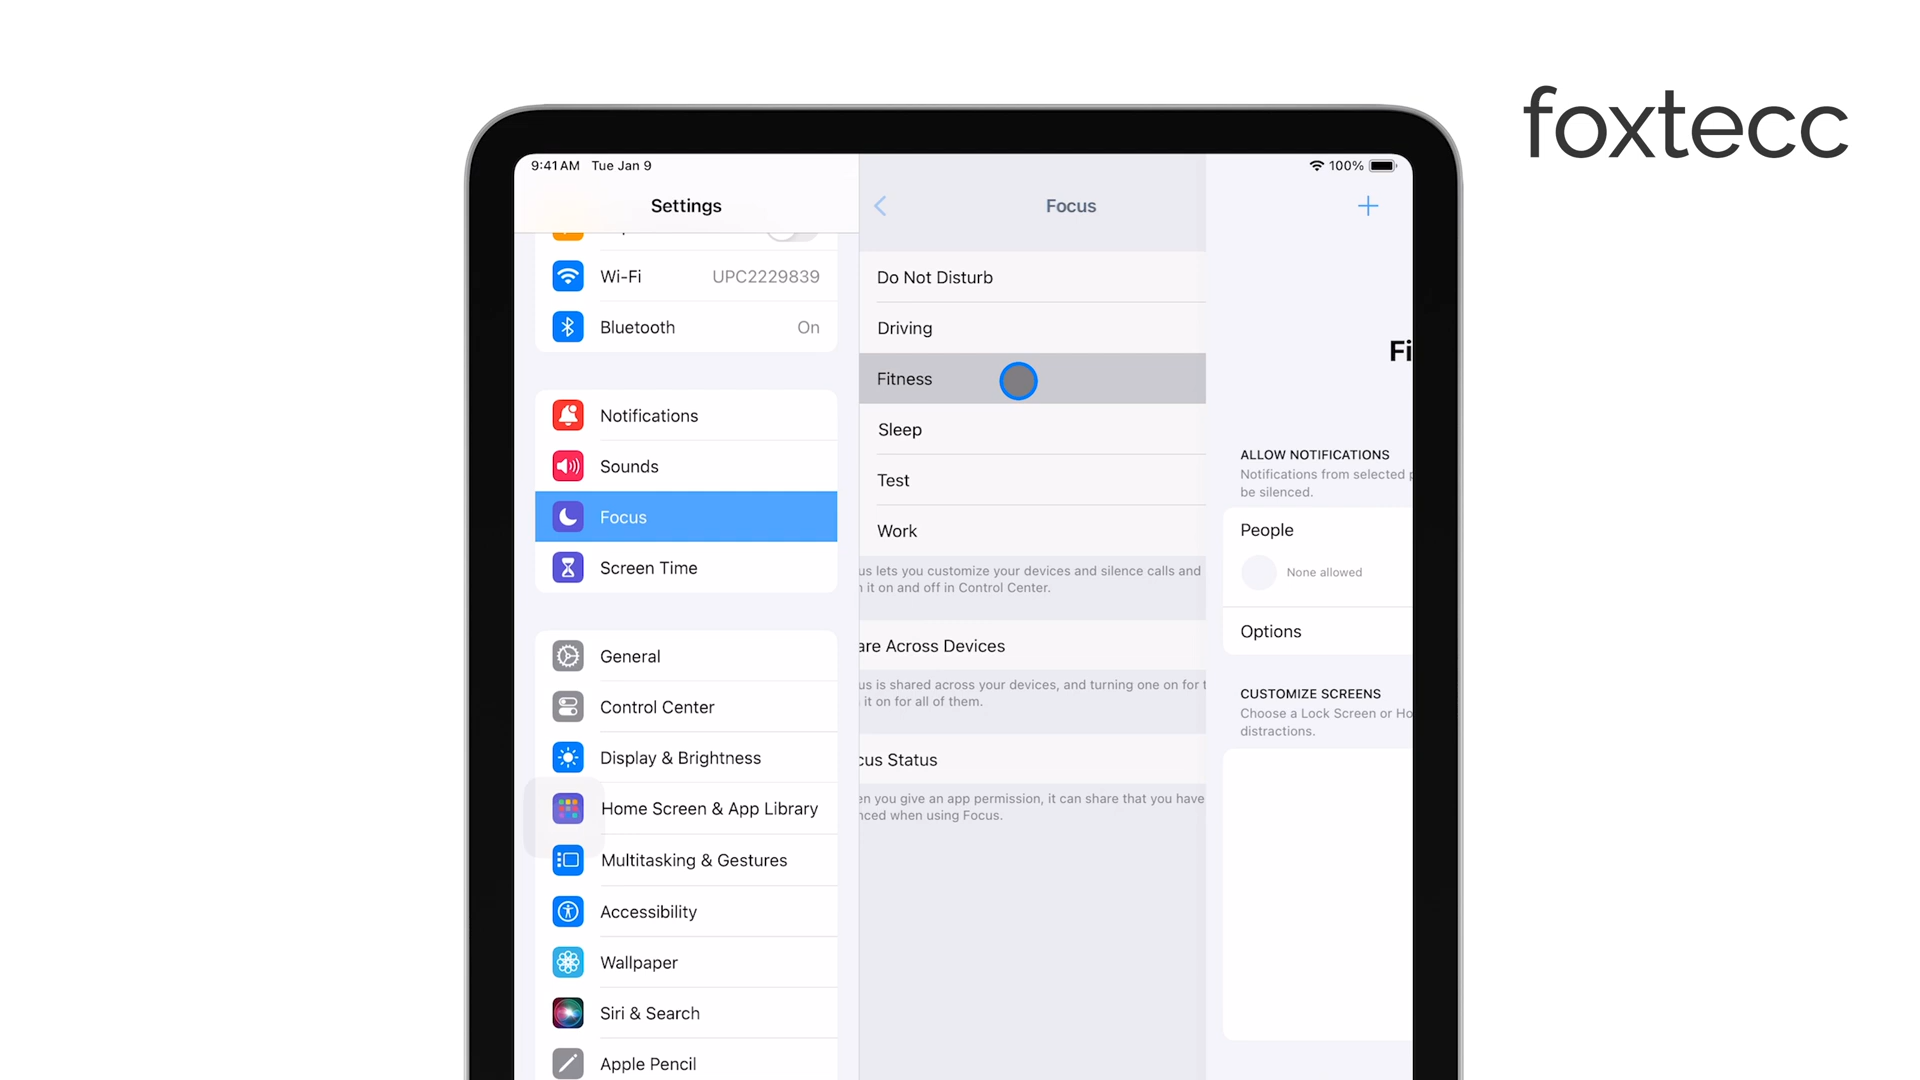 foxtecc
9:41 AM Tue Jan 9
100%
Settings
Wi-Fi UPC2229839
Bluetooth On
Notifications
Sounds
Focus
Screen Time
General
Control Center
Display & Brightness
Home Screen & App Library
Multitasking & Gestures
Accessibility
Wallpaper
Siri & Search
Apple Pencil
Focus
Do Not Disturb
Driving
Fitness
Sleep
Test
Work
us lets you customize your devices and silence calls and
it on and off in Control Center.
are Across Devices
us is shared across your devices, and turning one on for t
it on for all of them.
cus Status
en you give an app permission, it can share that you have
nced when using Focus.
Fi
ALLOW NOTIFICATIONS
Notifications from selected p
be silenced.
People
None allowed
Options
CUSTOMIZE SCREENS
Choose a Lock Screen or Ho
distractions.